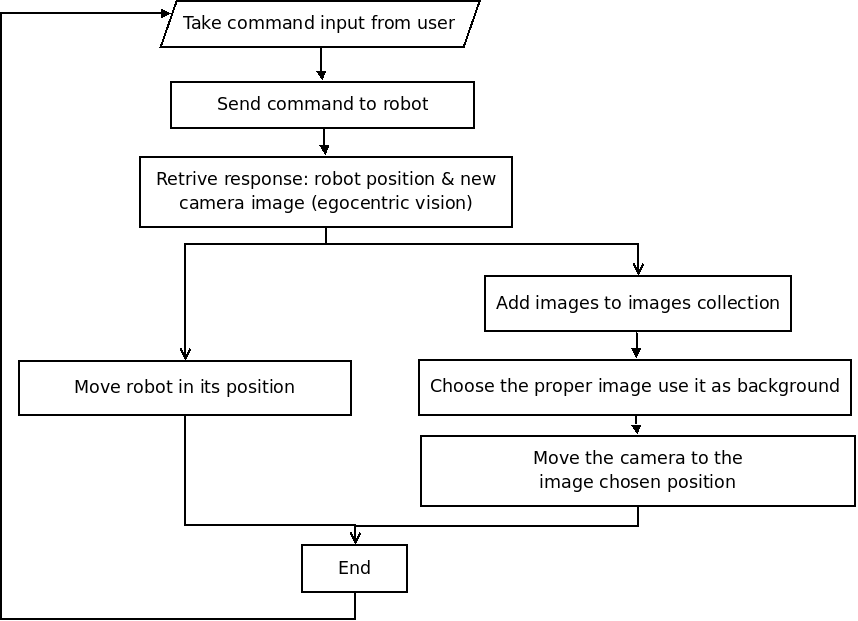 Take command input from user
Send command to robot
Retrive response: robot position & new
camera image (egocentric vision)
Add images to images collection
Move robot in its position
Choose the proper image use it as background
Move the camera to the
image chosen position
End